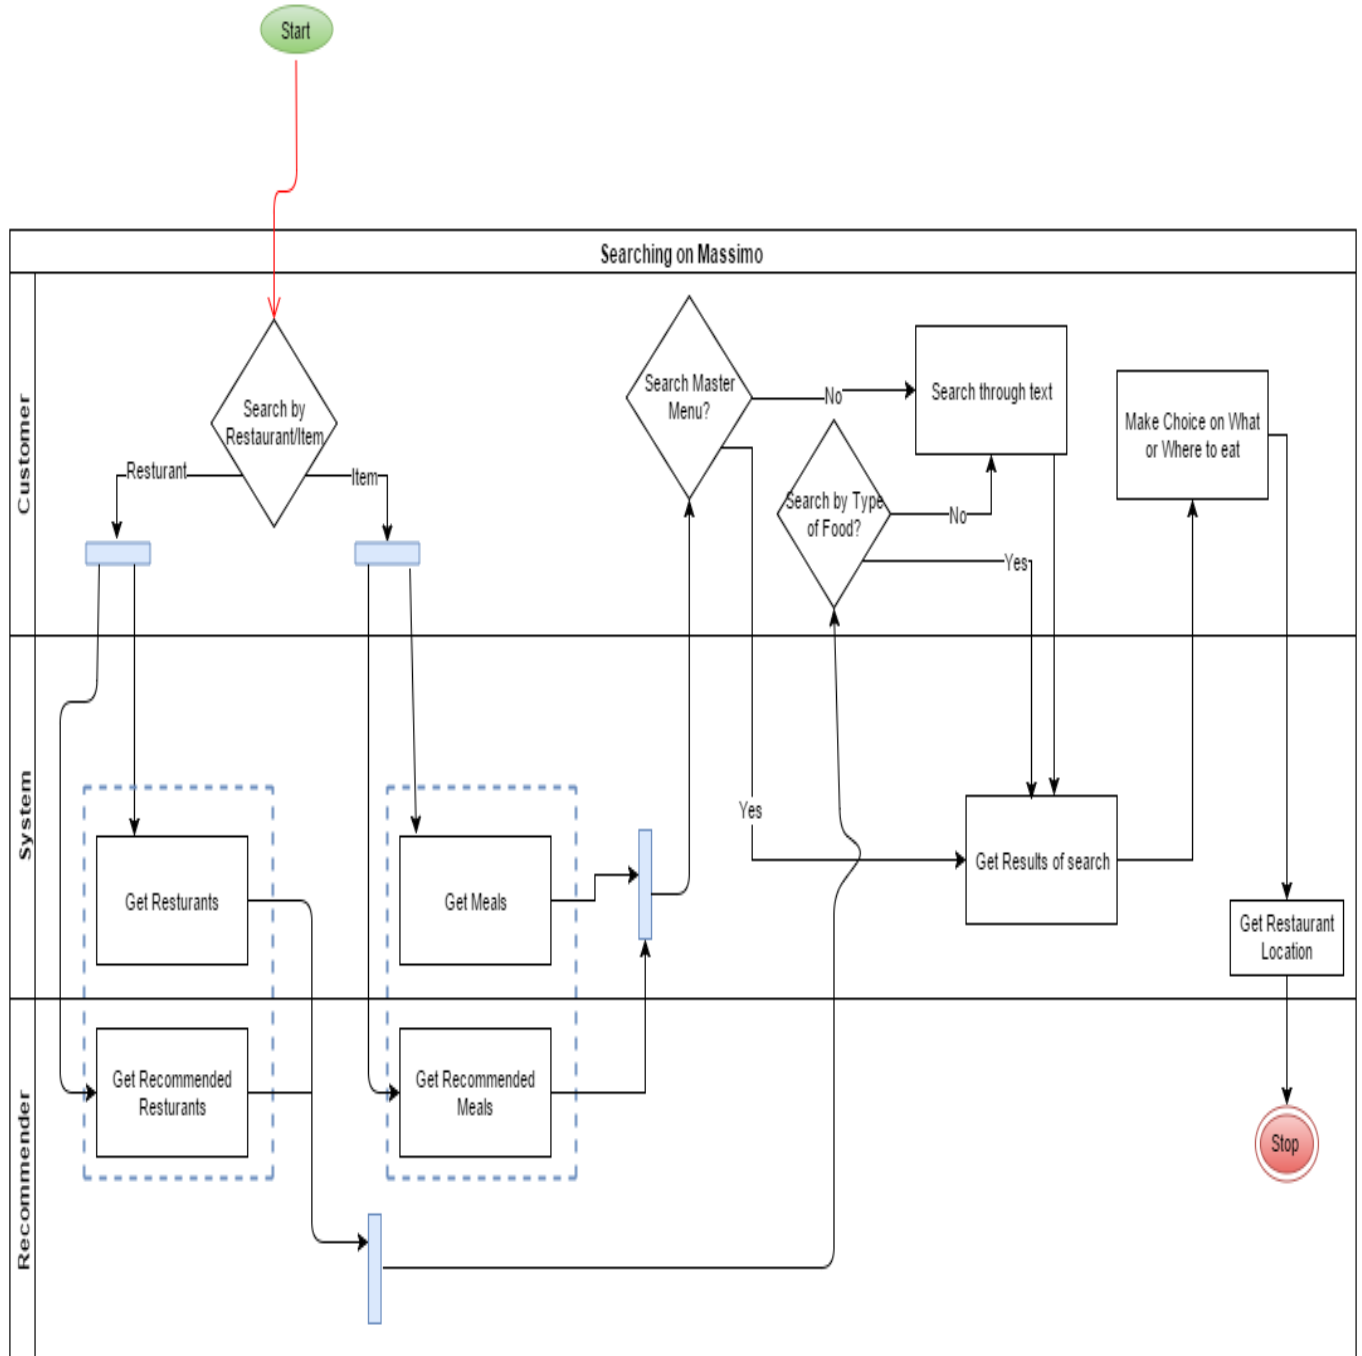 Start
Searching on Massimo
Customer
Search by
Restaurant/Item
Resturant
Item
Search Master
Menu?
No
Search through text
Search by Type
of Food?
No
Yes
Make Choice on What
or Where to eat
System
Get Resturants
Get Meals
Yes
Get Results of search
Get Restaurant
Location
Recommender
Get Recommended
Resturants
Get Recommended
Meals
Stop